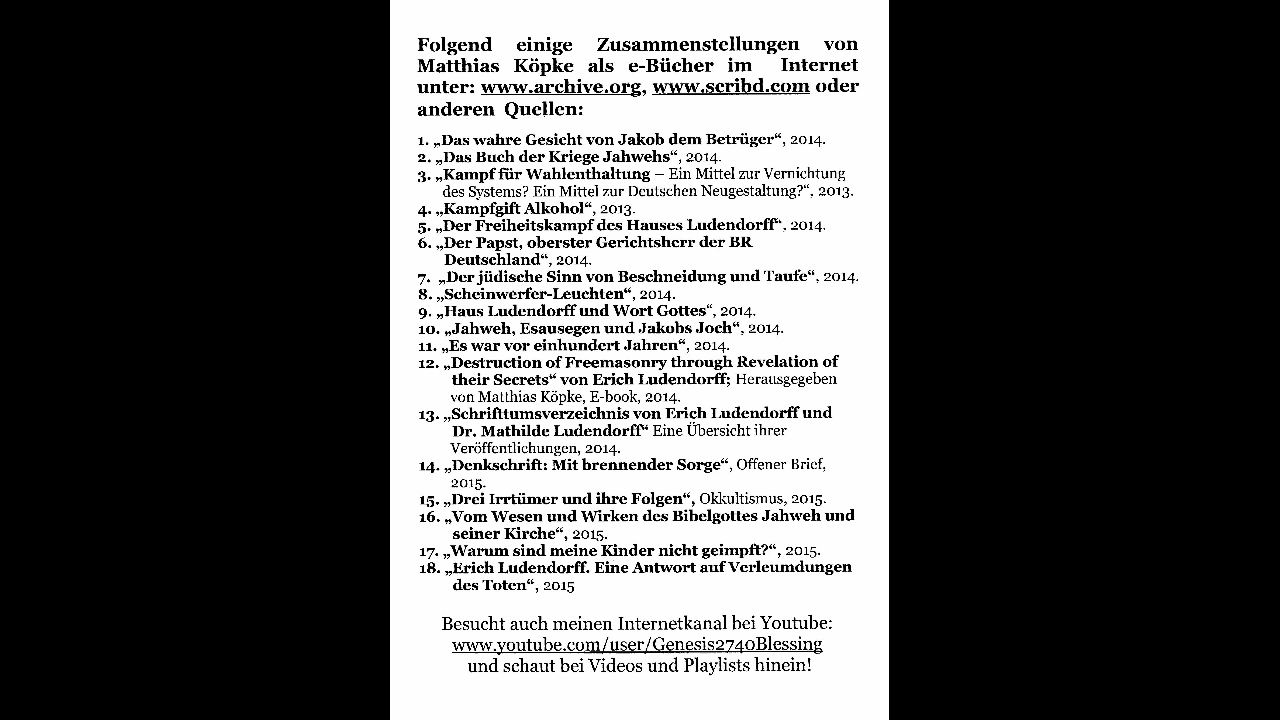 Folgend einige Zusammenstellungen von
Matthias Köpke als e-Bücher im Internet
unter: www.archive.org, www.scribd.com oder
anderen Quellen:
1. „Das wahre Gesicht von Jakob dem Betrüger“, 2014.
2. „Das Buch der Kriege Jahwehs“, 2014.
3. „Kampf für Wahlenthaltung – Ein Mittel zur Vernichtung
des Systems? Ein Mittel zur Deutschen Neugestaltung?“, 2013.
4. „Kampfgift Alkohol“, 2013.
5. „Der Freiheitskampf des Hauses Ludendorff“, 2014.
6. „Der Papst, oberster Gerichtsherr der BR
Deutschland“, 2014.
7. „Der jüdische Sinn von Beschneidung und Taufe“, 2014.
8. „Scheinwerfer-Leuchten“, 2014.
9. „Haus Ludendorff und Wort Gottes“, 2014.
10. „Jahweh, Esausegen und Jakobs Joch“, 2014.
11. „Es war vor einhundert Jahren“, 2014.
12. „Destruction of Freemasonry through Revelation of
their Secrets“ von Erich Ludendorff; Herausgegeben
von Matthias Köpke, E-book, 2014.
13. „Schrifttumsverzeichnis von Erich Ludendorff und
Dr. Mathilde Ludendorff“ Eine Übersicht ihrer
Veröffentlichungen, 2014.
14. „Denkschrift: Mit brennender Sorge“, Offener Brief,
2015.
15. „Drei Irrtümer und ihre Folgen“, Okkultismus, 2015.
16. „Vom Wesen und Wirken des Bibelgottes Jahweh und
seiner Kirche“, 2015.
17. „Warum sind meine Kinder nicht geimpft?“, 2015.
18. „Erich Ludendorff. Eine Antwort auf Verleumdungen
des Toten“, 2015
Besucht auch meinen Internetkanal bei Youtube:
www.youtube.com/user/Genesis2740Blessing
und schaut bei Videos und Playlists hinein!